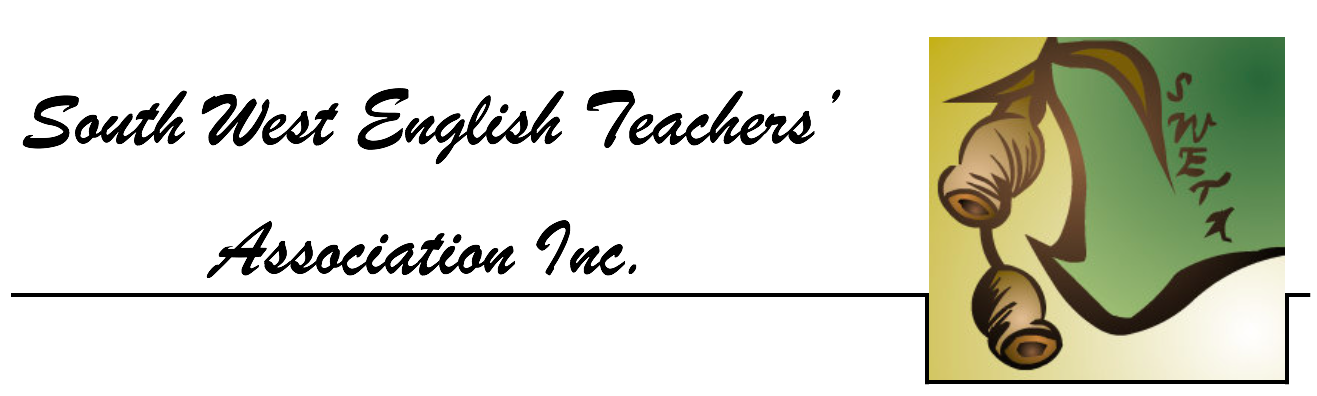 South West English Teachers'
Association Inc.
SWETA